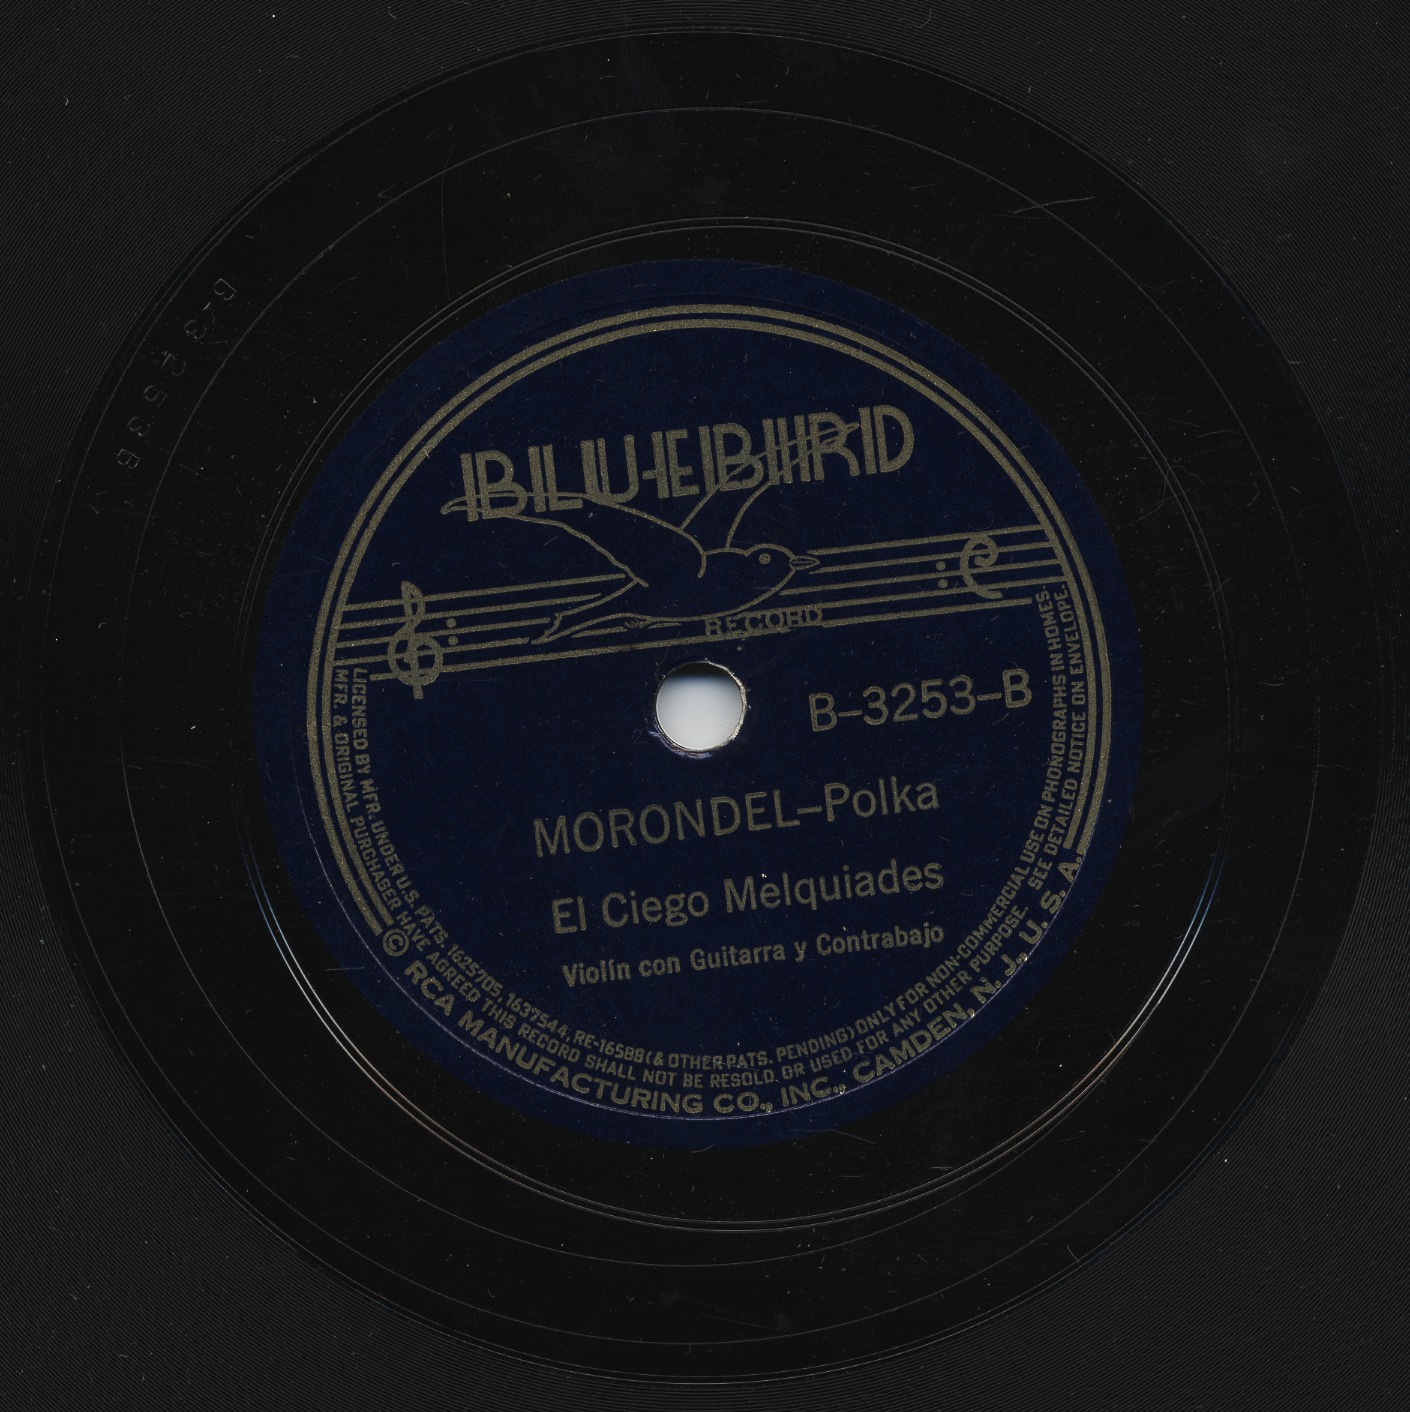 BLUEBIRD
RECORD
B-3253-B
MORONDEL-Polka
El Ciego Melquiades
Violín con Guitarra y Contrabajo
LICENSED BY MFR. UNDER U.S. PATS. 1625705, 1637544, RE-16588 (& OTHER PATS. PENDING) ONLY FOR NON-COMMERCIAL USE ON PHONOGRAPHS IN HOMES.
MFR. & ORIGINAL PURCHASER HAVE AGREED THIS RECORD SHALL NOT BE RESOLD OR USED FOR ANY OTHER PURPOSE. SEE DETAILED NOTICE ON ENVELOPE.
© RCA MANUFACTURING CO., INC., CAMDEN, N. J., U. S. A.